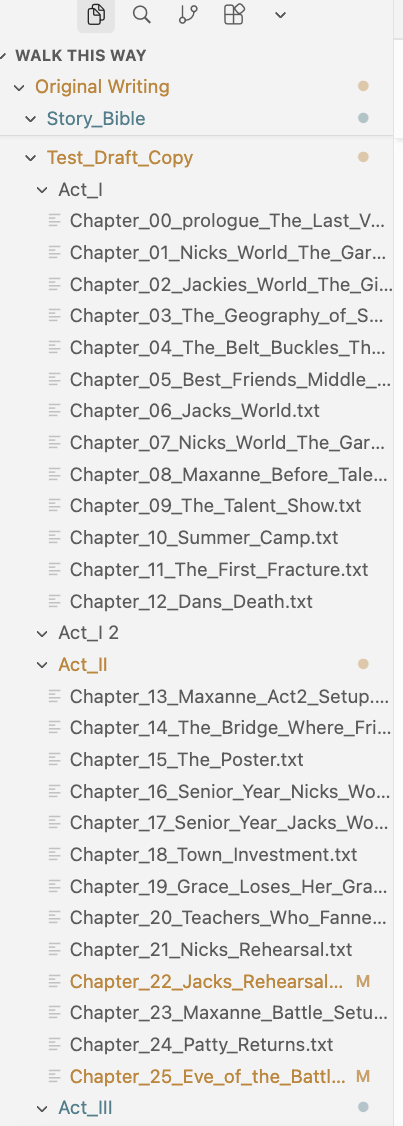 WALK THIS WAY
Original Writing
Story_Bible
Test_Draft_Copy
Act_I
Chapter_00_prologue_The_Last_V...
Chapter_01_Nicks_World_The_Gar...
Chapter_02_Jackies_World_The_Gi...
Chapter_03_The_Geography_of_S...
Chapter_04_The_Belt_Buckles_Th...
Chapter_05_Best_Friends_Middle_...
Chapter_06_Jacks_World.txt
Chapter_07_Nicks_World_The_Gar...
Chapter_08_Maxanne_Before_Tale...
Chapter_09_The_Talent_Show.txt
Chapter_10_Summer_Camp.txt
Chapter_11_The_First_Fracture.txt
Chapter_12_Dans_Death.txt
Act_I 2
Act_II
Chapter_13_Maxanne_Act2_Setup....
Chapter_14_The_Bridge_Where_Fri...
Chapter_15_The_Poster.txt
Chapter_16_Senior_Year_Nicks_Wo...
Chapter_17_Senior_Year_Jacks_Wo...
Chapter_18_Town_Investment.txt
Chapter_19_Grace_Loses_Her_Gra...
Chapter_20_Teachers_Who_Fanne...
Chapter_21_Nicks_Rehearsal.txt
Chapter_22_Jacks_Rehearsal... M
Chapter_23_Maxanne_Battle_Setu...
Chapter_24_Patty_Returns.txt
Chapter_25_Eve_of_the_Battl... M
Act_III